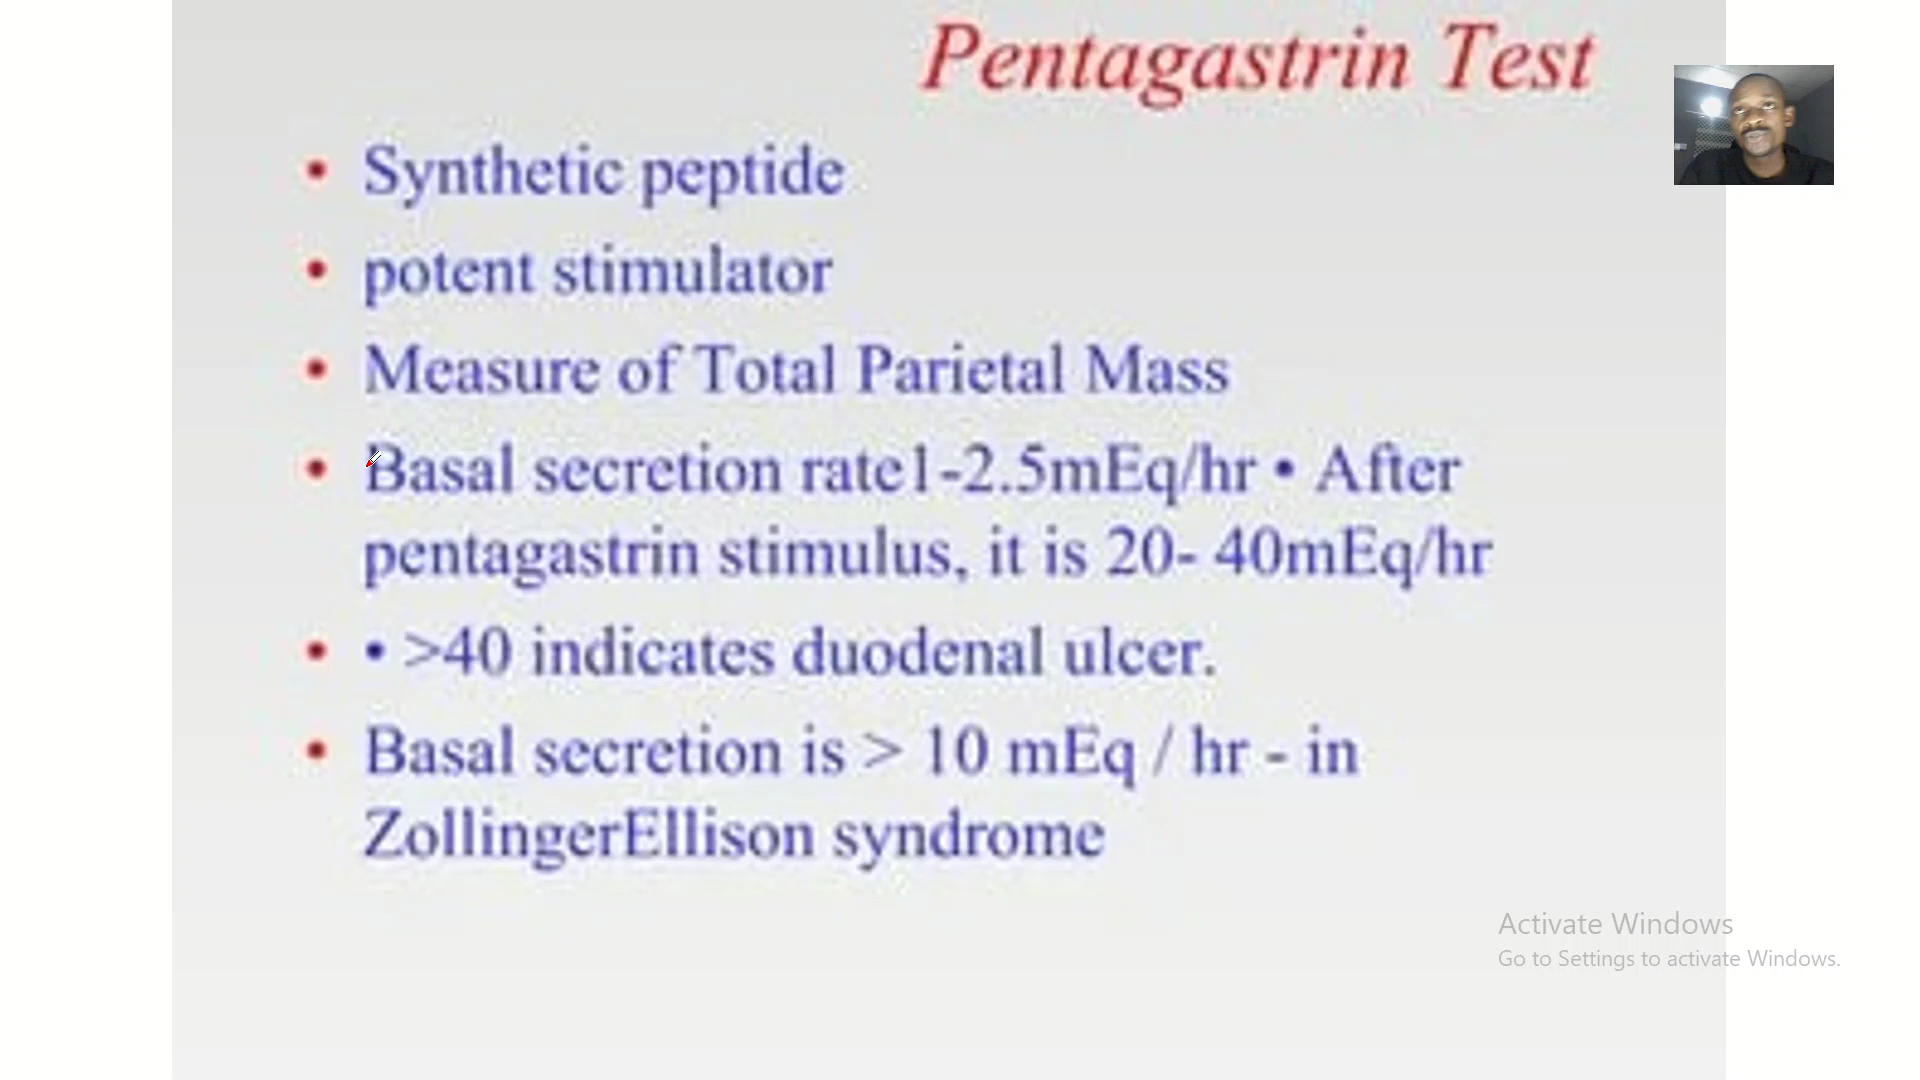 Pentagastrin Test
• Synthetic peptide
• potent stimulator
• Measure of Total Parietal Mass
• Basal secretion rate1-2.5mEq/hr • After
pentagastrin stimulus, it is 20- 40mEq/hr
• • >40 indicates duodenal ulcer.
• Basal secretion is > 10 mEq / hr - in
ZollingerEllison syndrome
Activate Windows
Go to Settings to activate Windows.